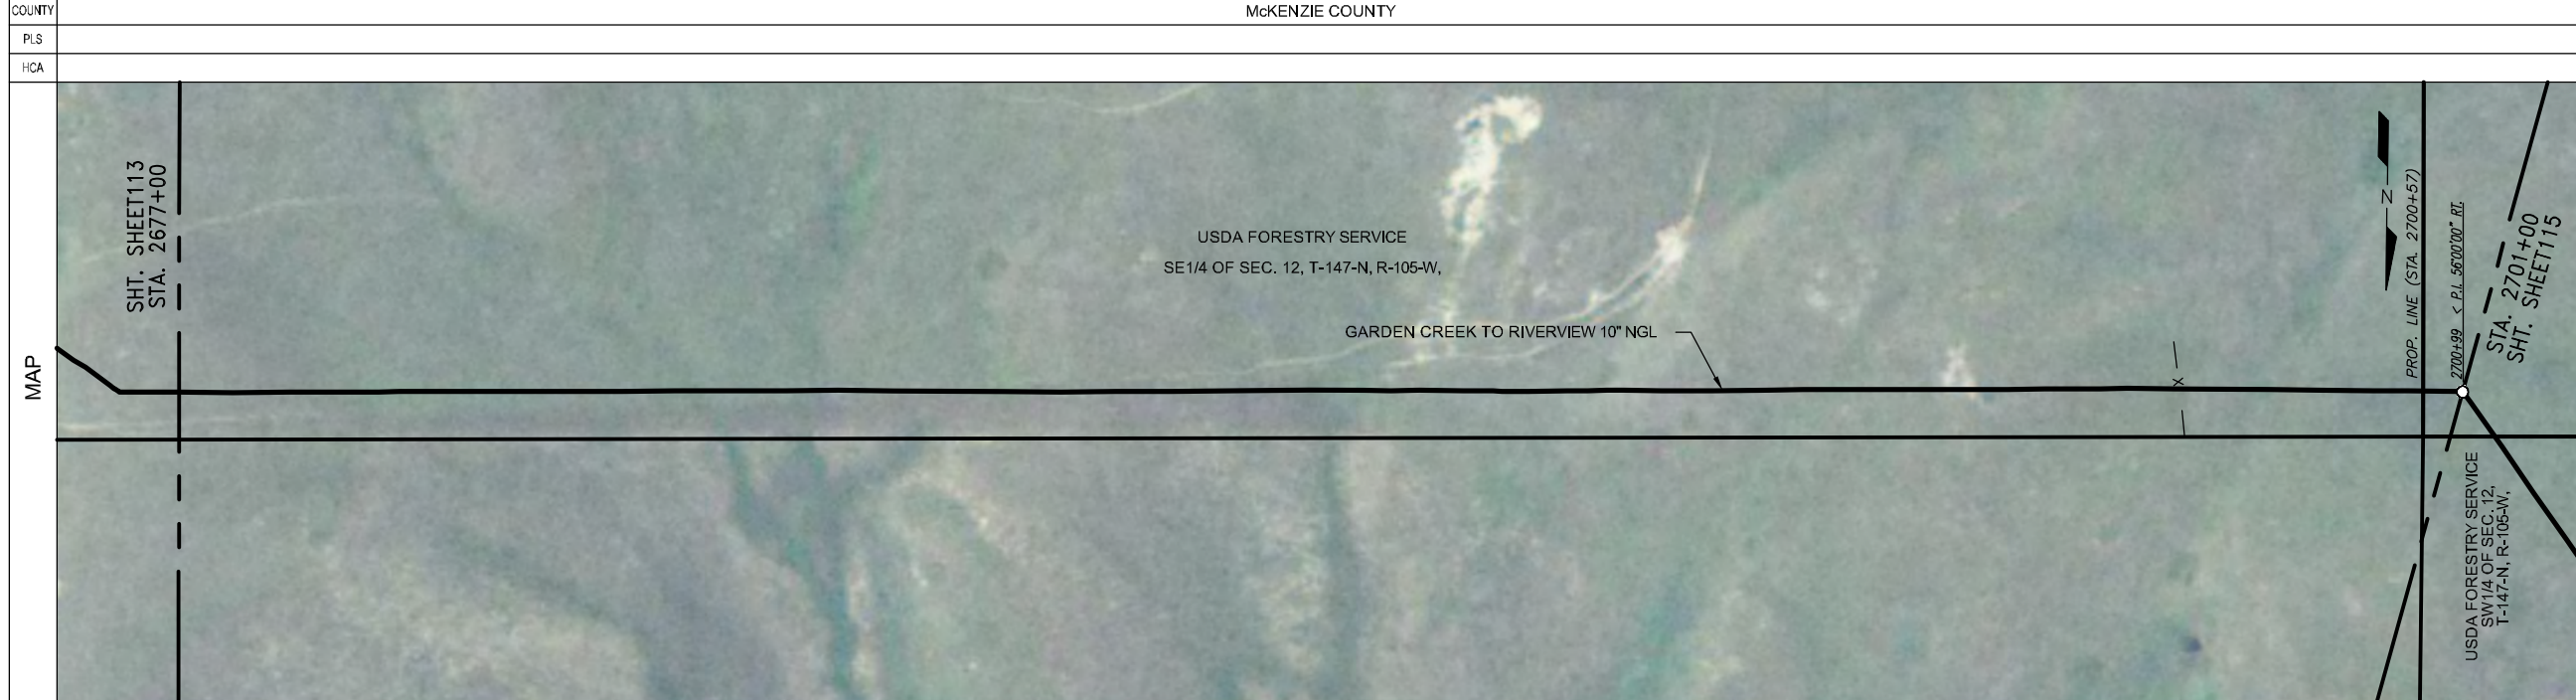 COUNTY
McKENZIE COUNTY
PLS
HCA
MAP
SHT. SHEET113
STA. 2677+00
USDA FORESTRY SERVICE
SE1/4 OF SEC. 12, T-147-N, R-105-W,
GARDEN CREEK TO RIVERVIEW 10" NGL
X
N
PROP. LINE (STA. 2700+57)
2700+99 < P.I. 56°00'00" RT.
STA. 2701+00
SHT. SHEET115
USDA FORESTRY SERVICE
SW1/4 OF SEC. 12,
T-147-N, R-105-W,